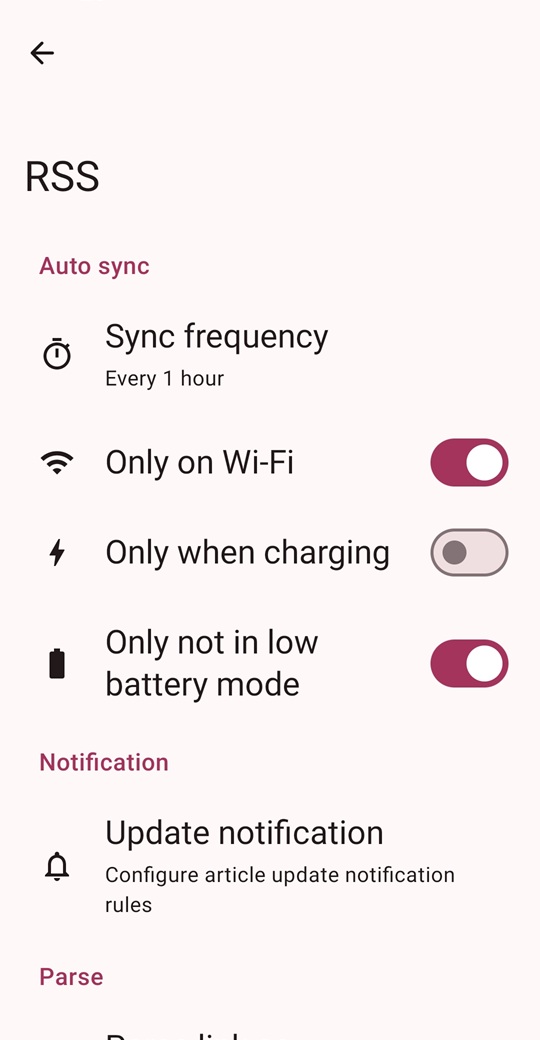 RSS
Auto sync
Sync frequency
Every 1 hour
Only on Wi-Fi
Only when charging
Only not in low
battery mode
Notification
Update notification
Configure article update notification
rules
Parse